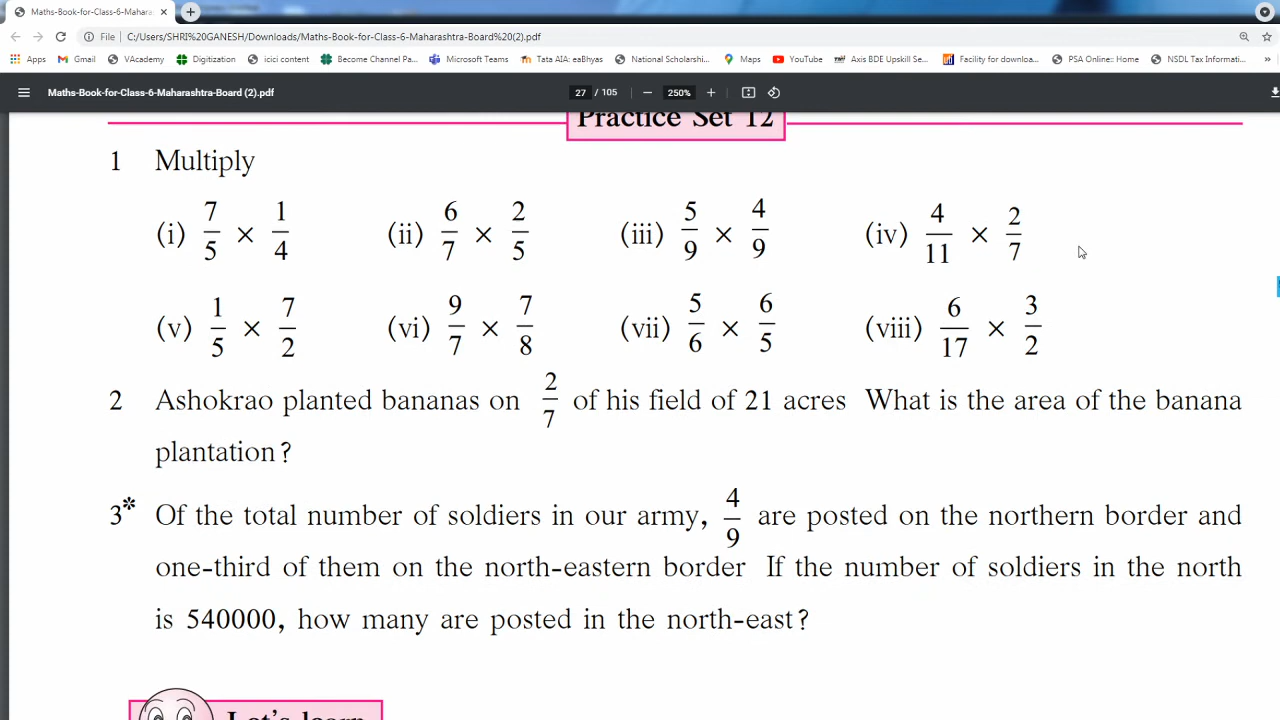 Maths-Book-for-Class-6-Maharas
C:/Users/SHRI%20GANESH/Downloads/Maths-Book-for-Class-6-Maharashtra-Board%20(2).pdf
File
Apps Gmail VAcademy Digitization icici content Become Channel Pa... Microsoft Teams Tata AIA: eaBhyas National Scholarshi... Maps YouTube Axis BDE Upskill Se... Facility for downloa... PSA Online: Home NSDL Tax Informati... »
Maths-Book-for-Class-6-Maharashtra-Board (2).pdf 27 / 105 — 250% +
Practice Set 12
1 Multiply
(i) 7/5 × 1/4 (ii) 6/7 × 2/5 (iii) 5/9 × 4/9 (iv) 4/11 × 2/7
(v) 1/5 × 7/2 (vi) 9/7 × 7/8 (vii) 5/6 × 6/5 (viii) 6/17 × 3/2
2 Ashokrao planted bananas on 2/7 of his field of 21 acres What is the area of the banana
plantation?
3* Of the total number of soldiers in our army, 4/9 are posted on the northern border and
one-third of them on the north-eastern border If the number of soldiers in the north
is 540000, how many are posted in the north-east?
Let's learn